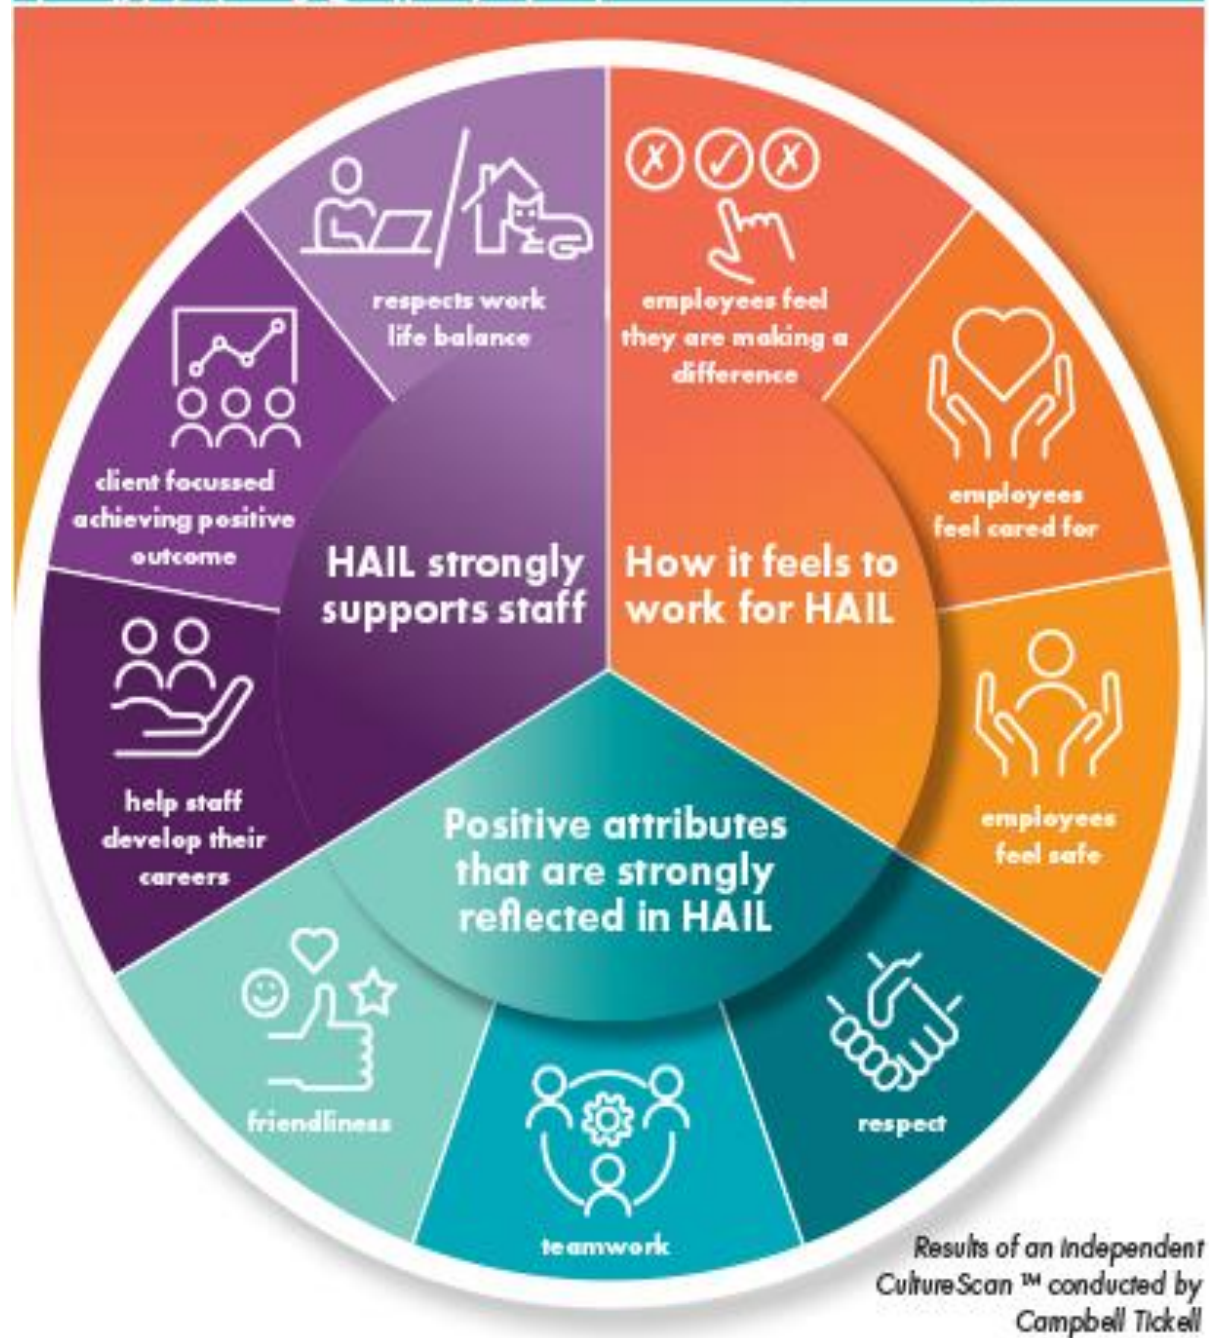 respects work
life balance
employees feel
they are making a
difference
employees
feel cared for
employees
feel safe
respect
teamwork
friendliness
help staff
develop their
careers
client focussed
achieving positive
outcome
HAIL strongly
supports staff
How it feels to
work for HAIL
Positive attributes
that are strongly
reflected in HAIL
Results of an independent
CultureScan ™ conducted by
Campbell Tickell